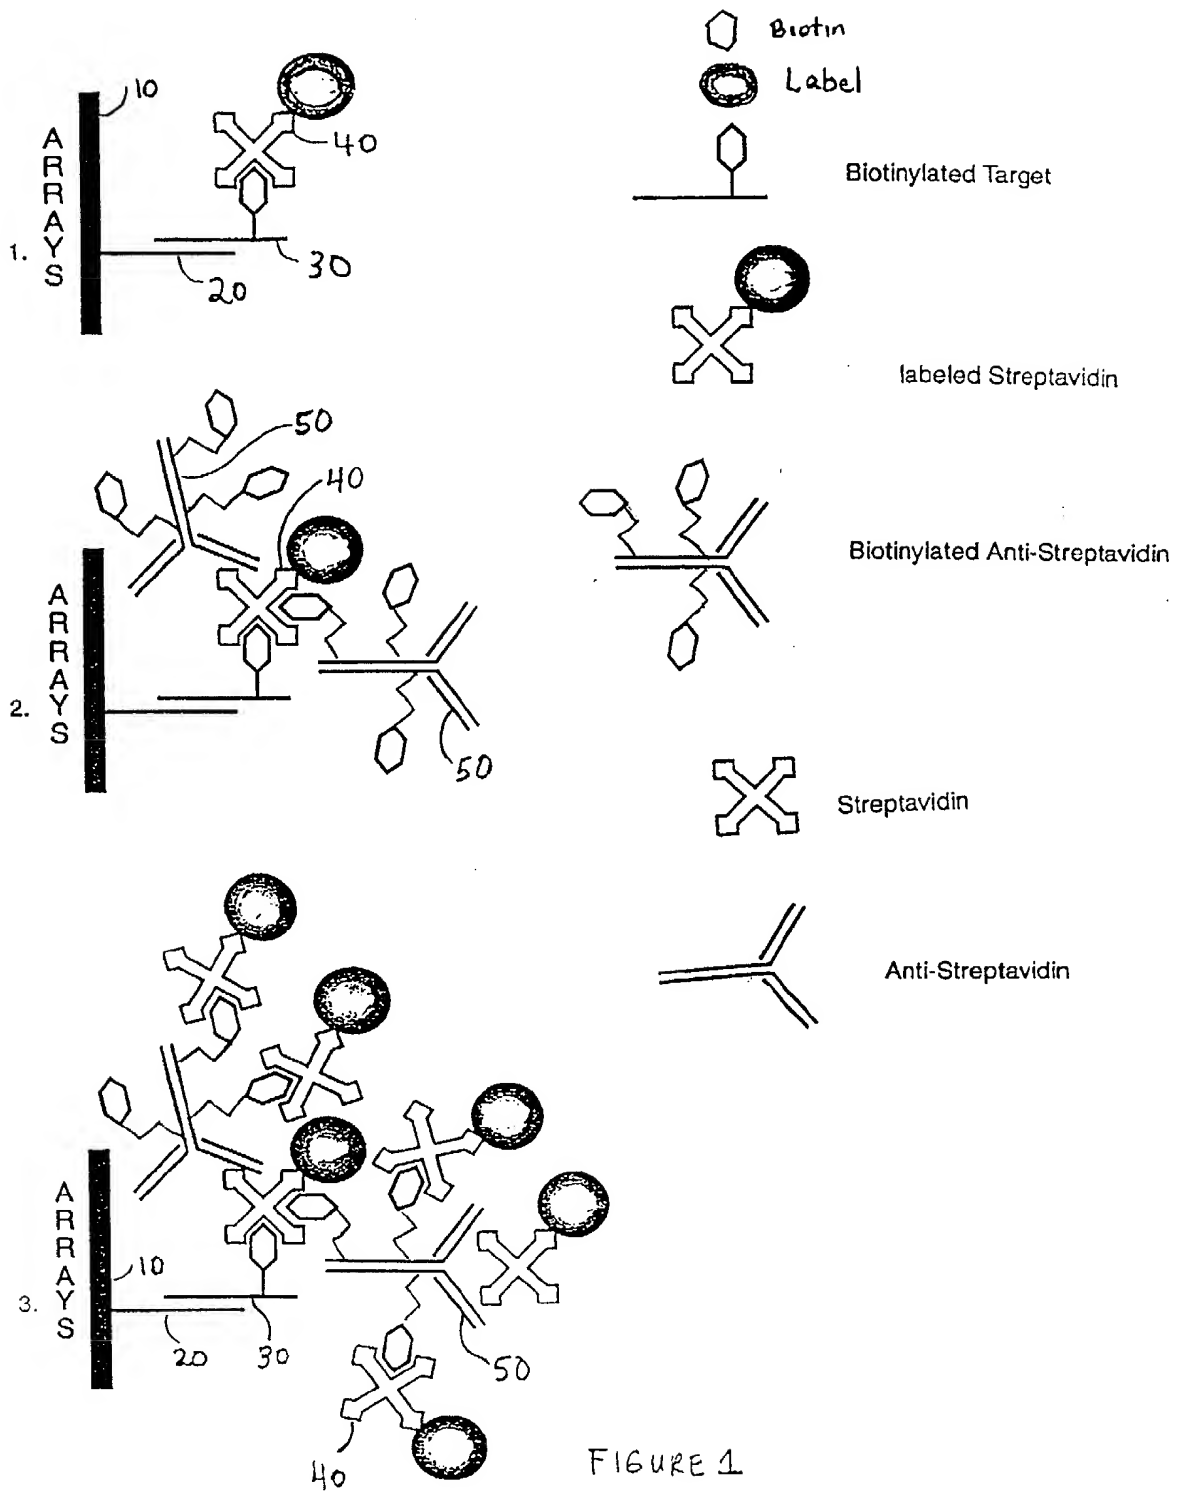 Biotin
Label
Biotinylated Target
labeled Streptavidin
Biotinylated Anti-Streptavidin
Streptavidin
Anti-Streptavidin
1.
ARRAYS
10
40
30
20
2.
ARRAYS
50
40
50
3.
ARRAYS
10
20
30
50
40
FIGURE 1